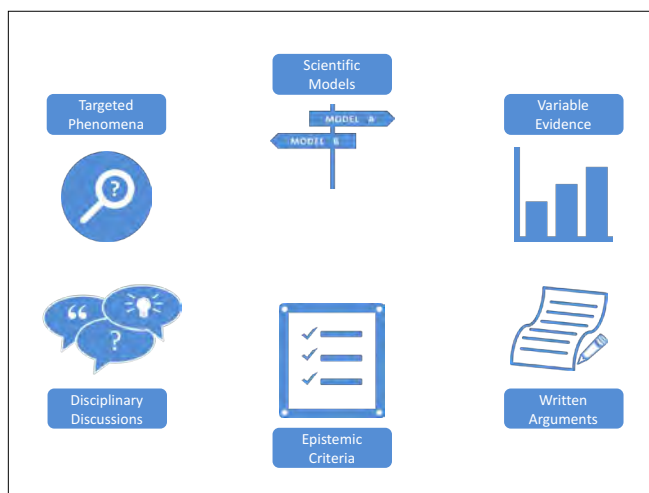 Scientific
Models
Targeted
Phenomena
Variable
Evidence
MODEL A
MODEL B
?
“
?
Disciplinary
Discussions
Epistemic
Criteria
Written
Arguments